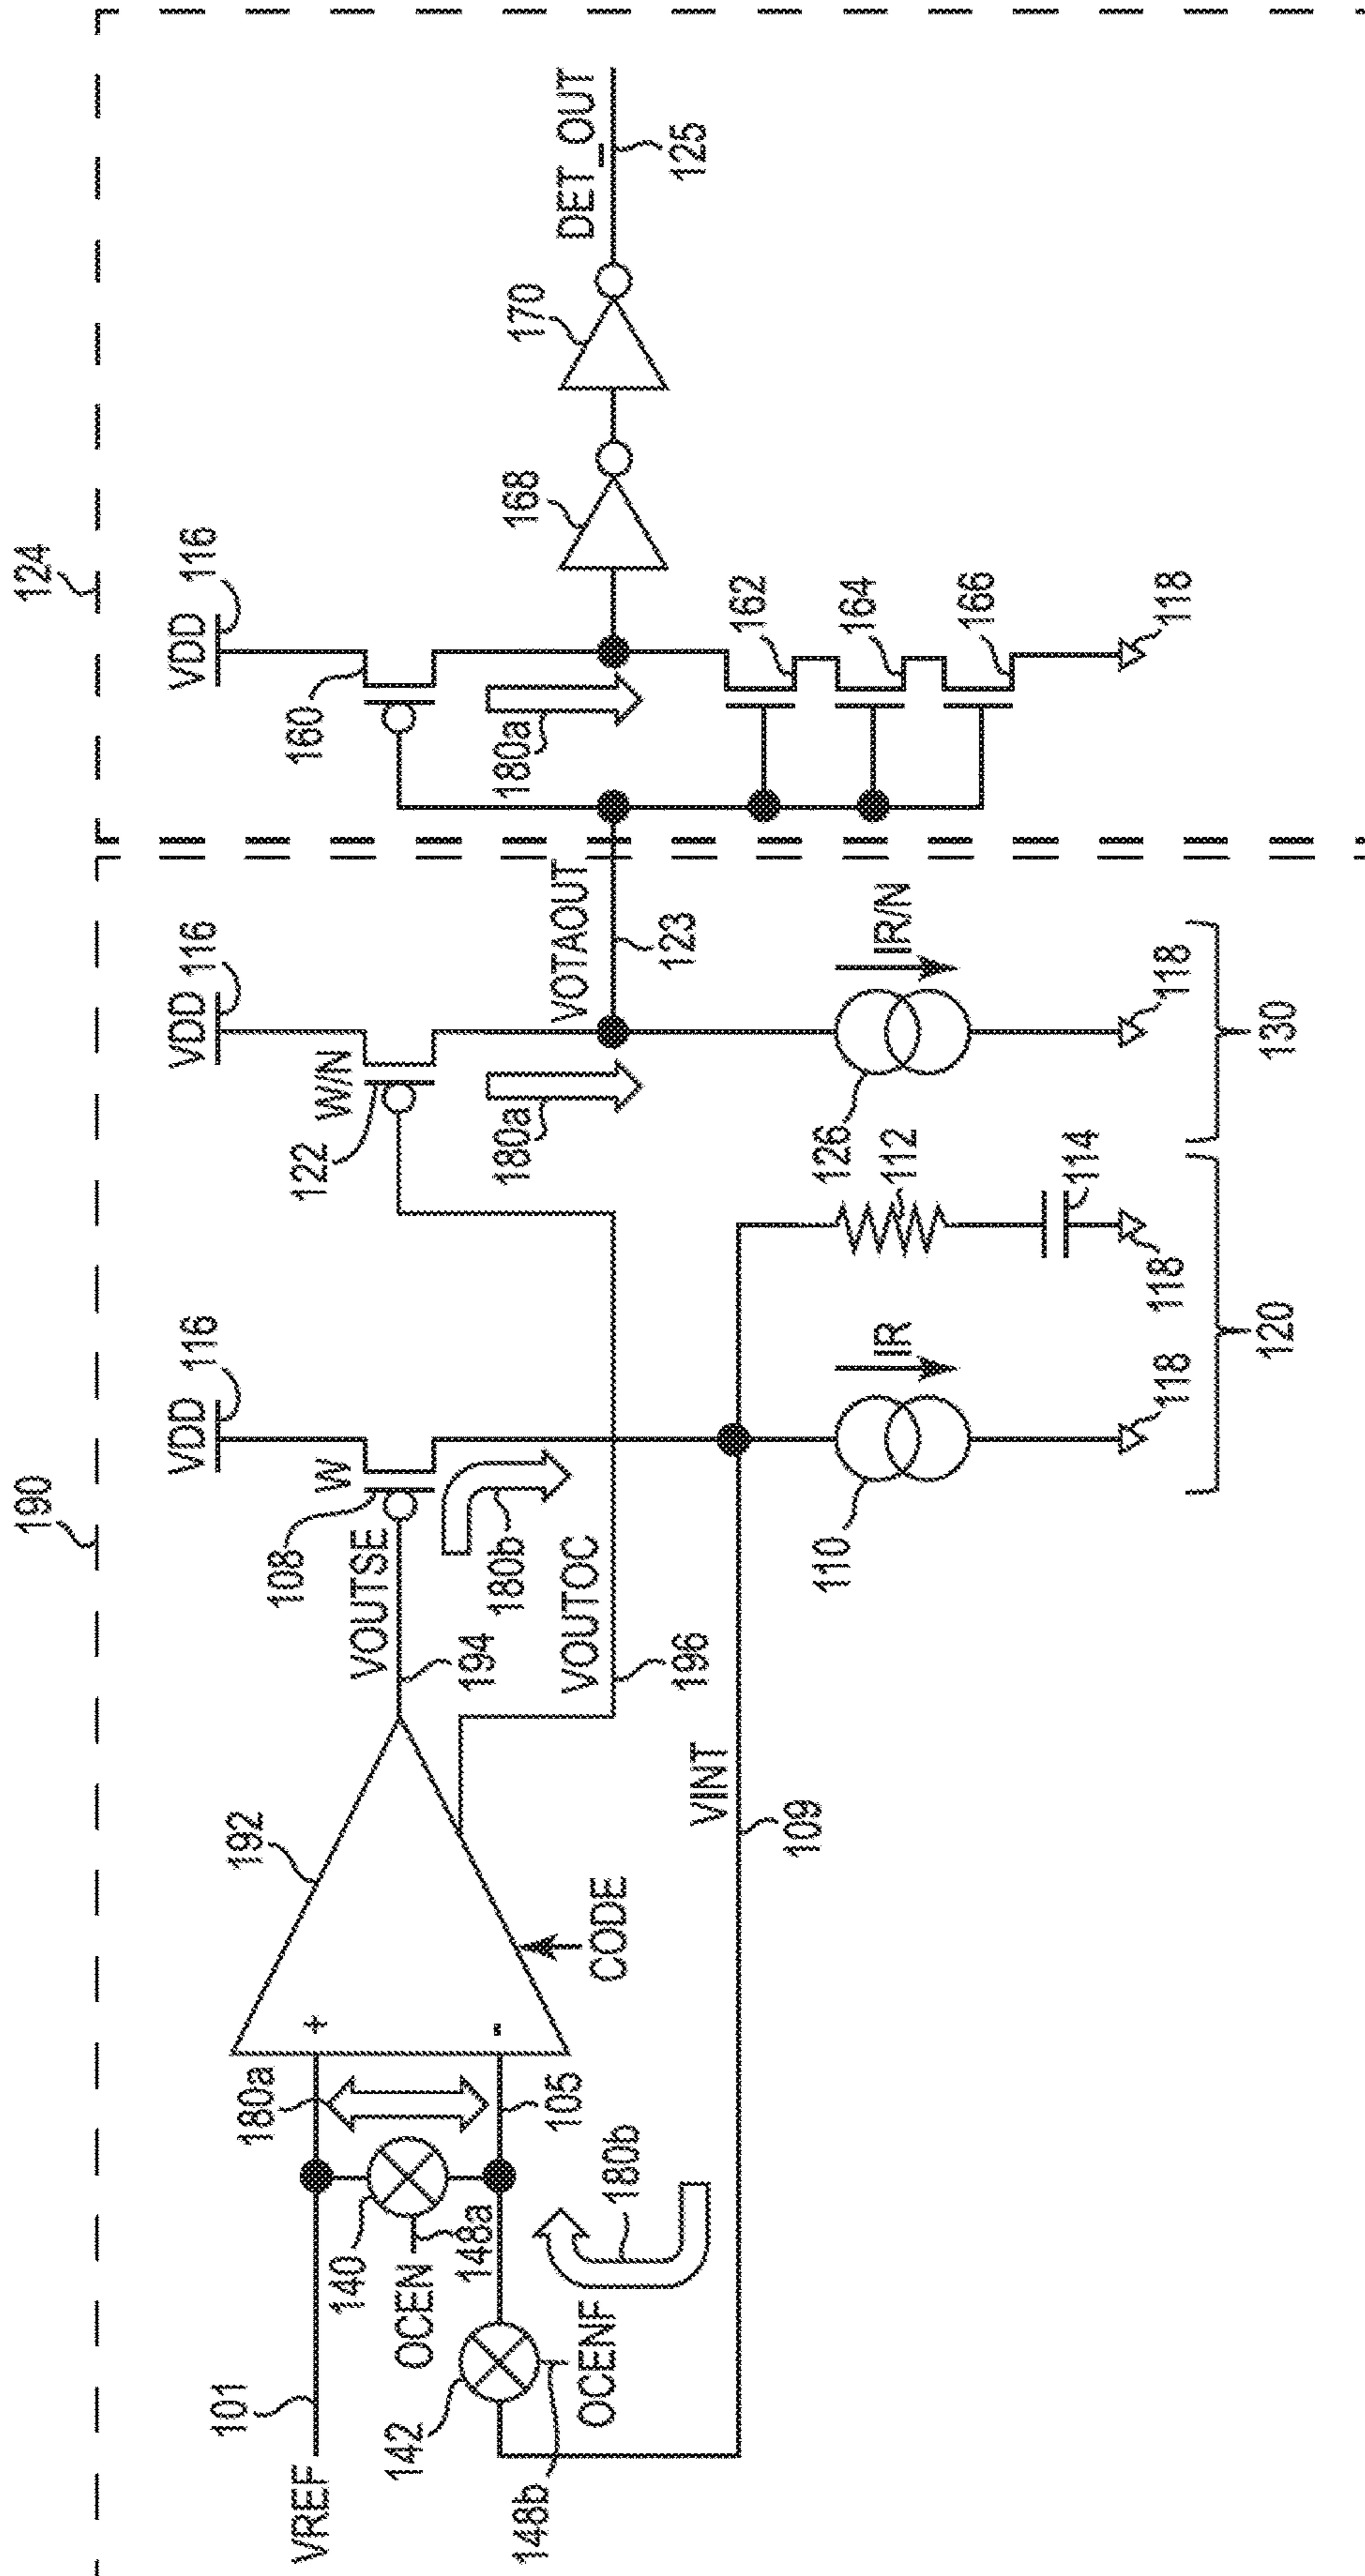 190
124
VDD
116
VDD
116
VDD
116
108
W
122
W/N
160
VOUTSE
194
180b
180a
180a
192
VREF
101
180a
+
-
140
OCEN
148a
105
142
OCENF
148b
180b
CODE
VOUTOC
196
VINT
109
VOTAOUT
123
168
170
DET_OUT
125
162
164
166
118
110
IR
118
112
114
118
126
IR/N
118
120
130